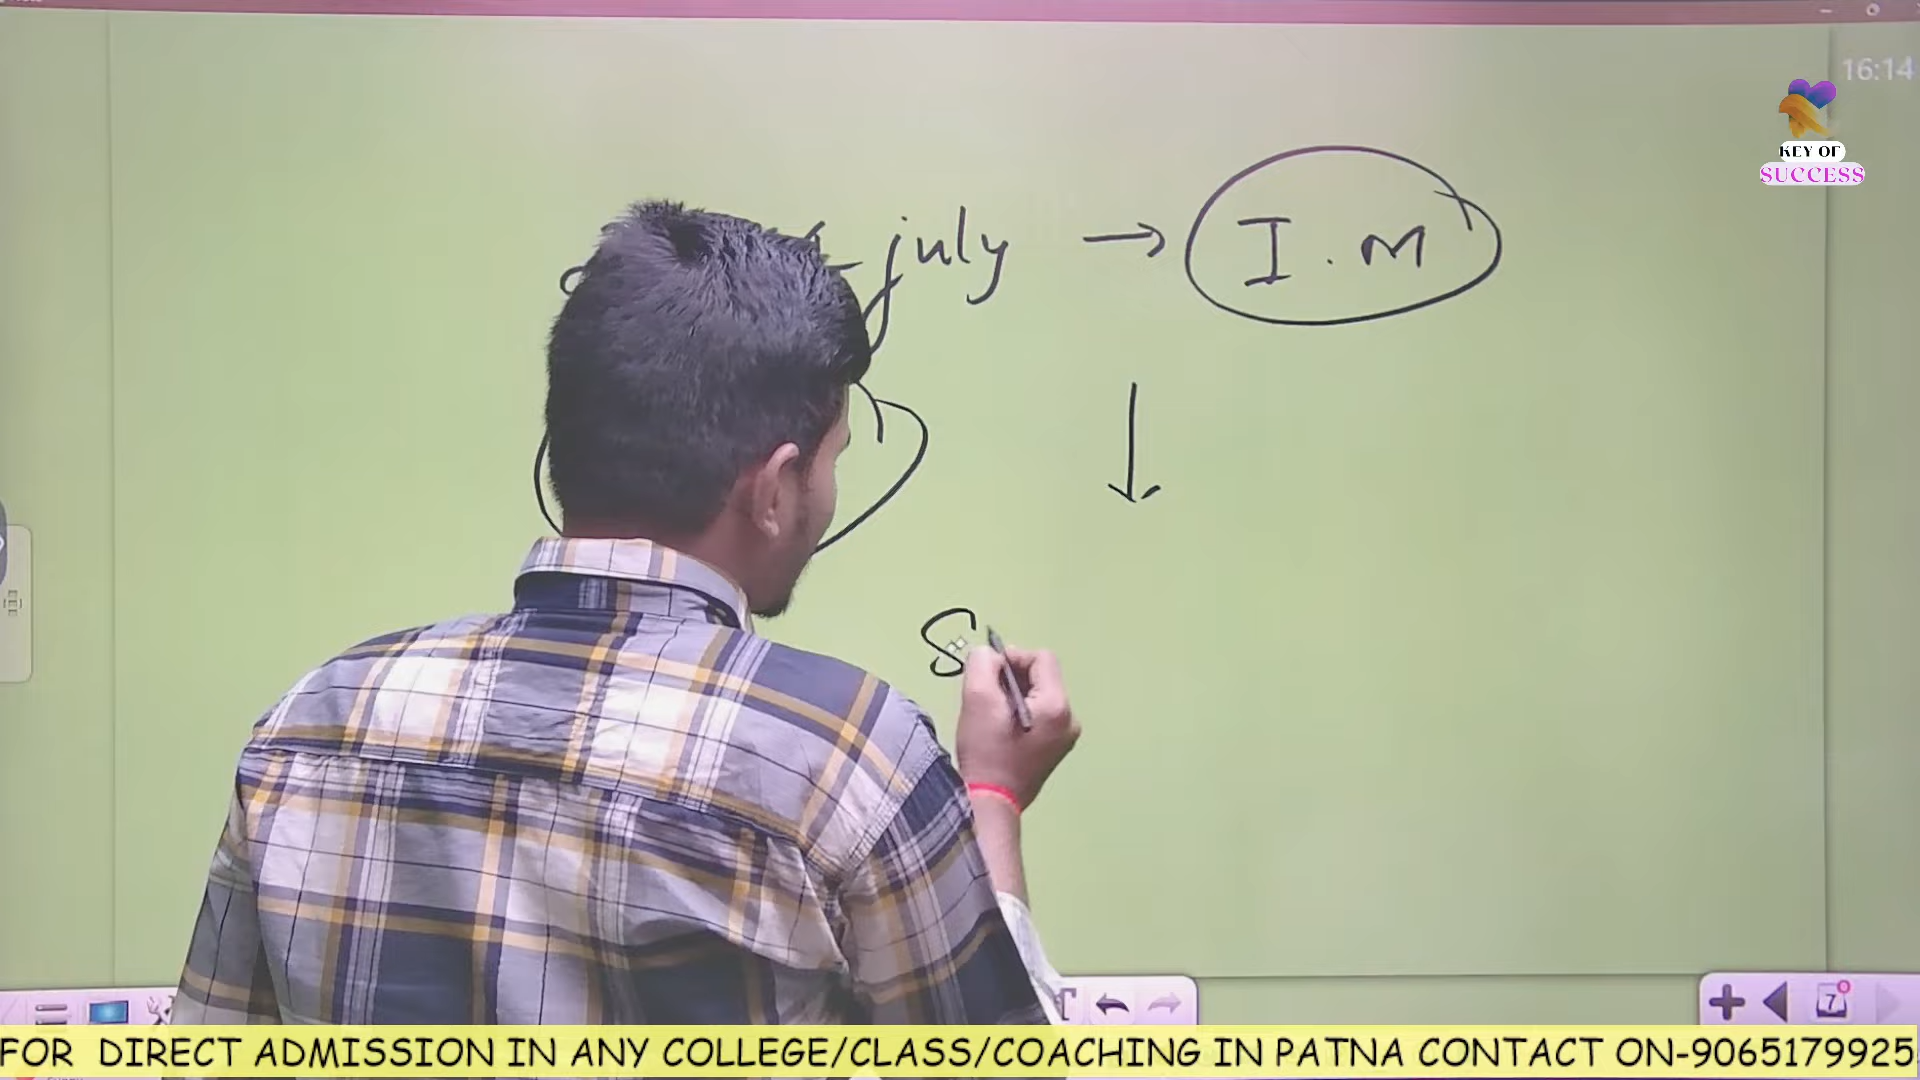 16:14
KEY OF
SUCCESS
july → I.M
S
7
FOR DIRECT ADMISSION IN ANY COLLEGE/CLASS/COACHING IN PATNA CONTACT ON-9065179925